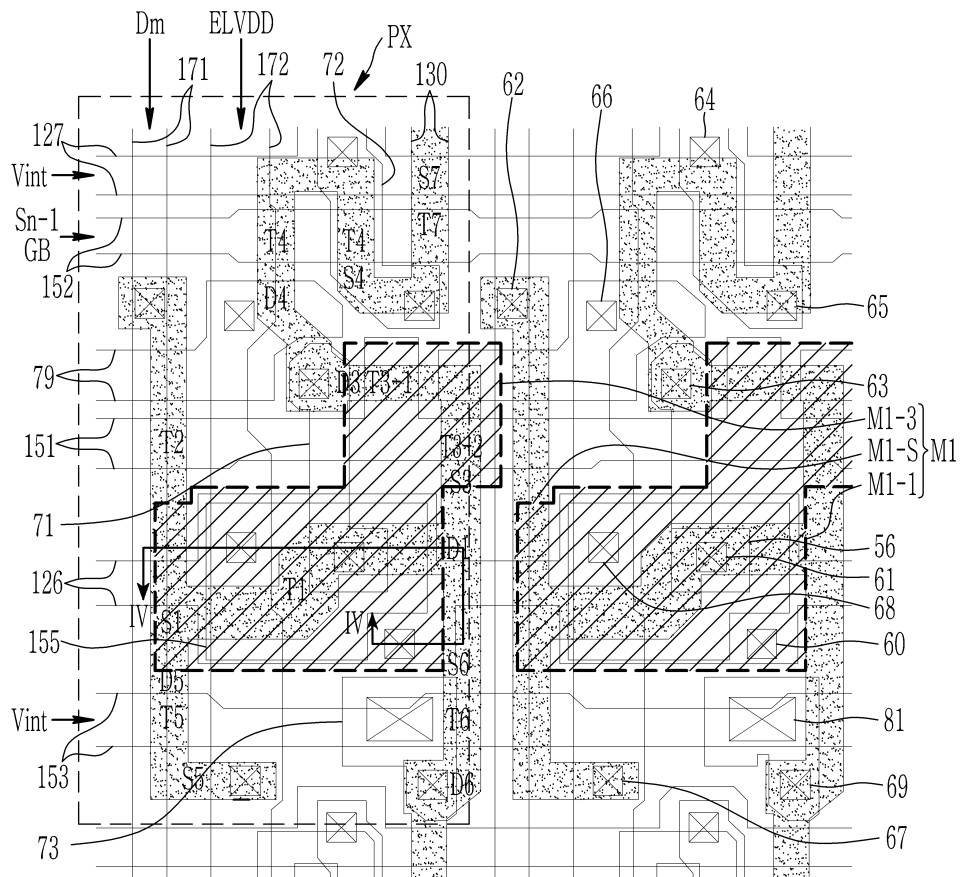 Dm ELVDD PX
171 172 72 130 62 66 64
127
Vint
S7
Sn-1
GB
T4 T4 T7
152
D4 S4
65
79
D3 T3-1
63
M1-3
151
T2
T3-2
M1-S M1
S3
M1-1
71
D1
56
126
T1
61
IV
S1
IV
68
155
S6
60
D5
Vint
T5
T6
81
153
S5
D6
69
73
67